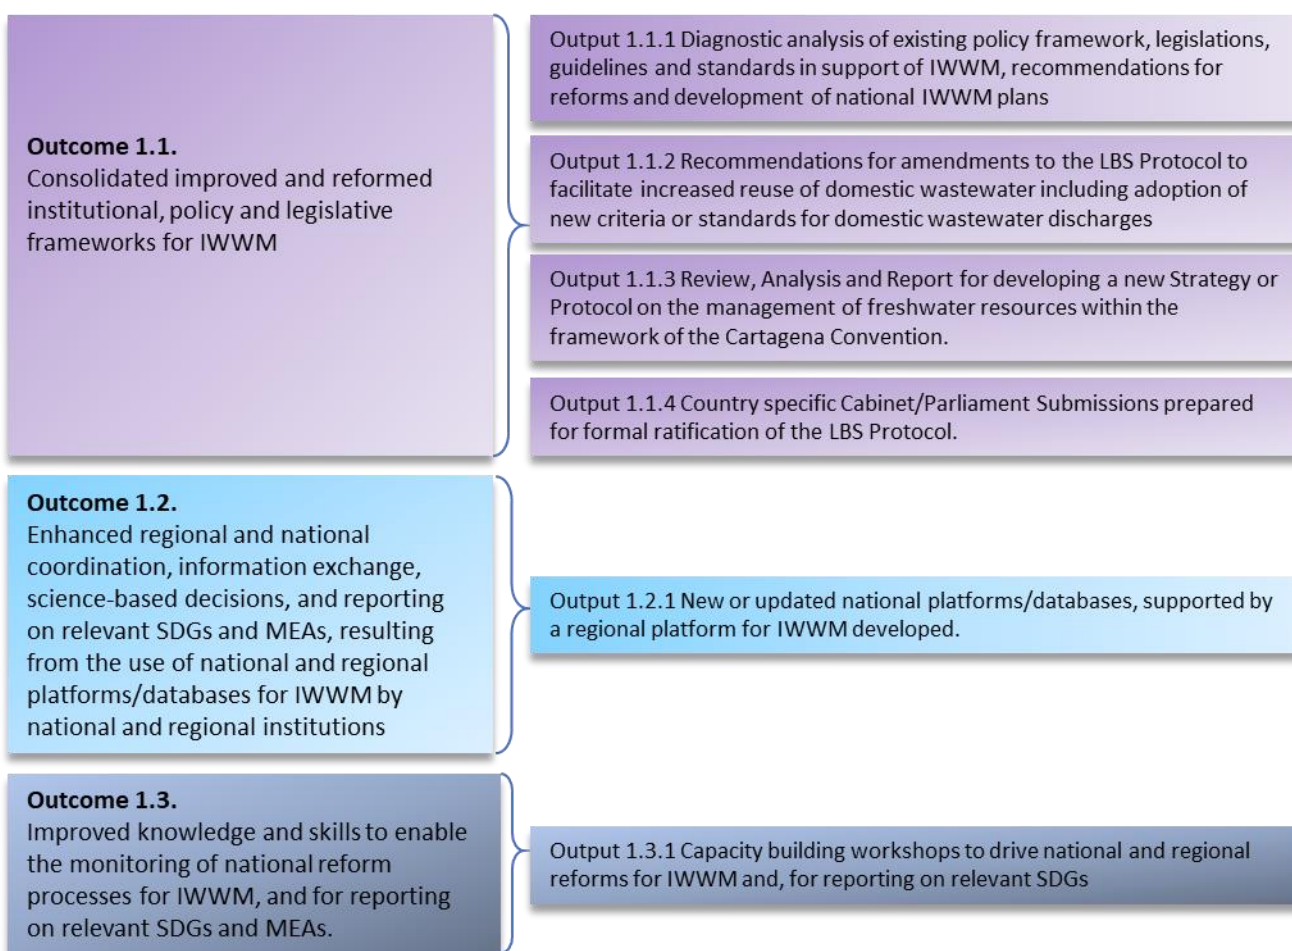 Outcome 1.1.
Consolidated improved and reformed
institutional, policy and legislative
frameworks for IWWM
Output 1.1.1 Diagnostic analysis of existing policy framework, legislations,
guidelines and standards in support of IWWM, recommendations for
reforms and development of national IWWM plans
Output 1.1.2 Recommendations for amendments to the LBS Protocol to
facilitate increased reuse of domestic wastewater including adoption of
new criteria or standards for domestic wastewater discharges
Output 1.1.3 Review, Analysis and Report for developing a new Strategy or
Protocol on the management of freshwater resources within the
framework of the Cartagena Convention.
Output 1.1.4 Country specific Cabinet/Parliament Submissions prepared
for formal ratification of the LBS Protocol.
Outcome 1.2.
Enhanced regional and national
coordination, information exchange,
science-based decisions, and reporting
on relevant SDGs and MEAs, resulting
from the use of national and regional
platforms/databases for IWWM by
national and regional institutions
Output 1.2.1 New or updated national platforms/databases, supported by
a regional platform for IWWM developed.
Outcome 1.3.
Improved knowledge and skills to enable
the monitoring of national reform
processes for IWWM, and for reporting
on relevant SDGs and MEAs.
Output 1.3.1 Capacity building workshops to drive national and regional
reforms for IWWM and, for reporting on relevant SDGs